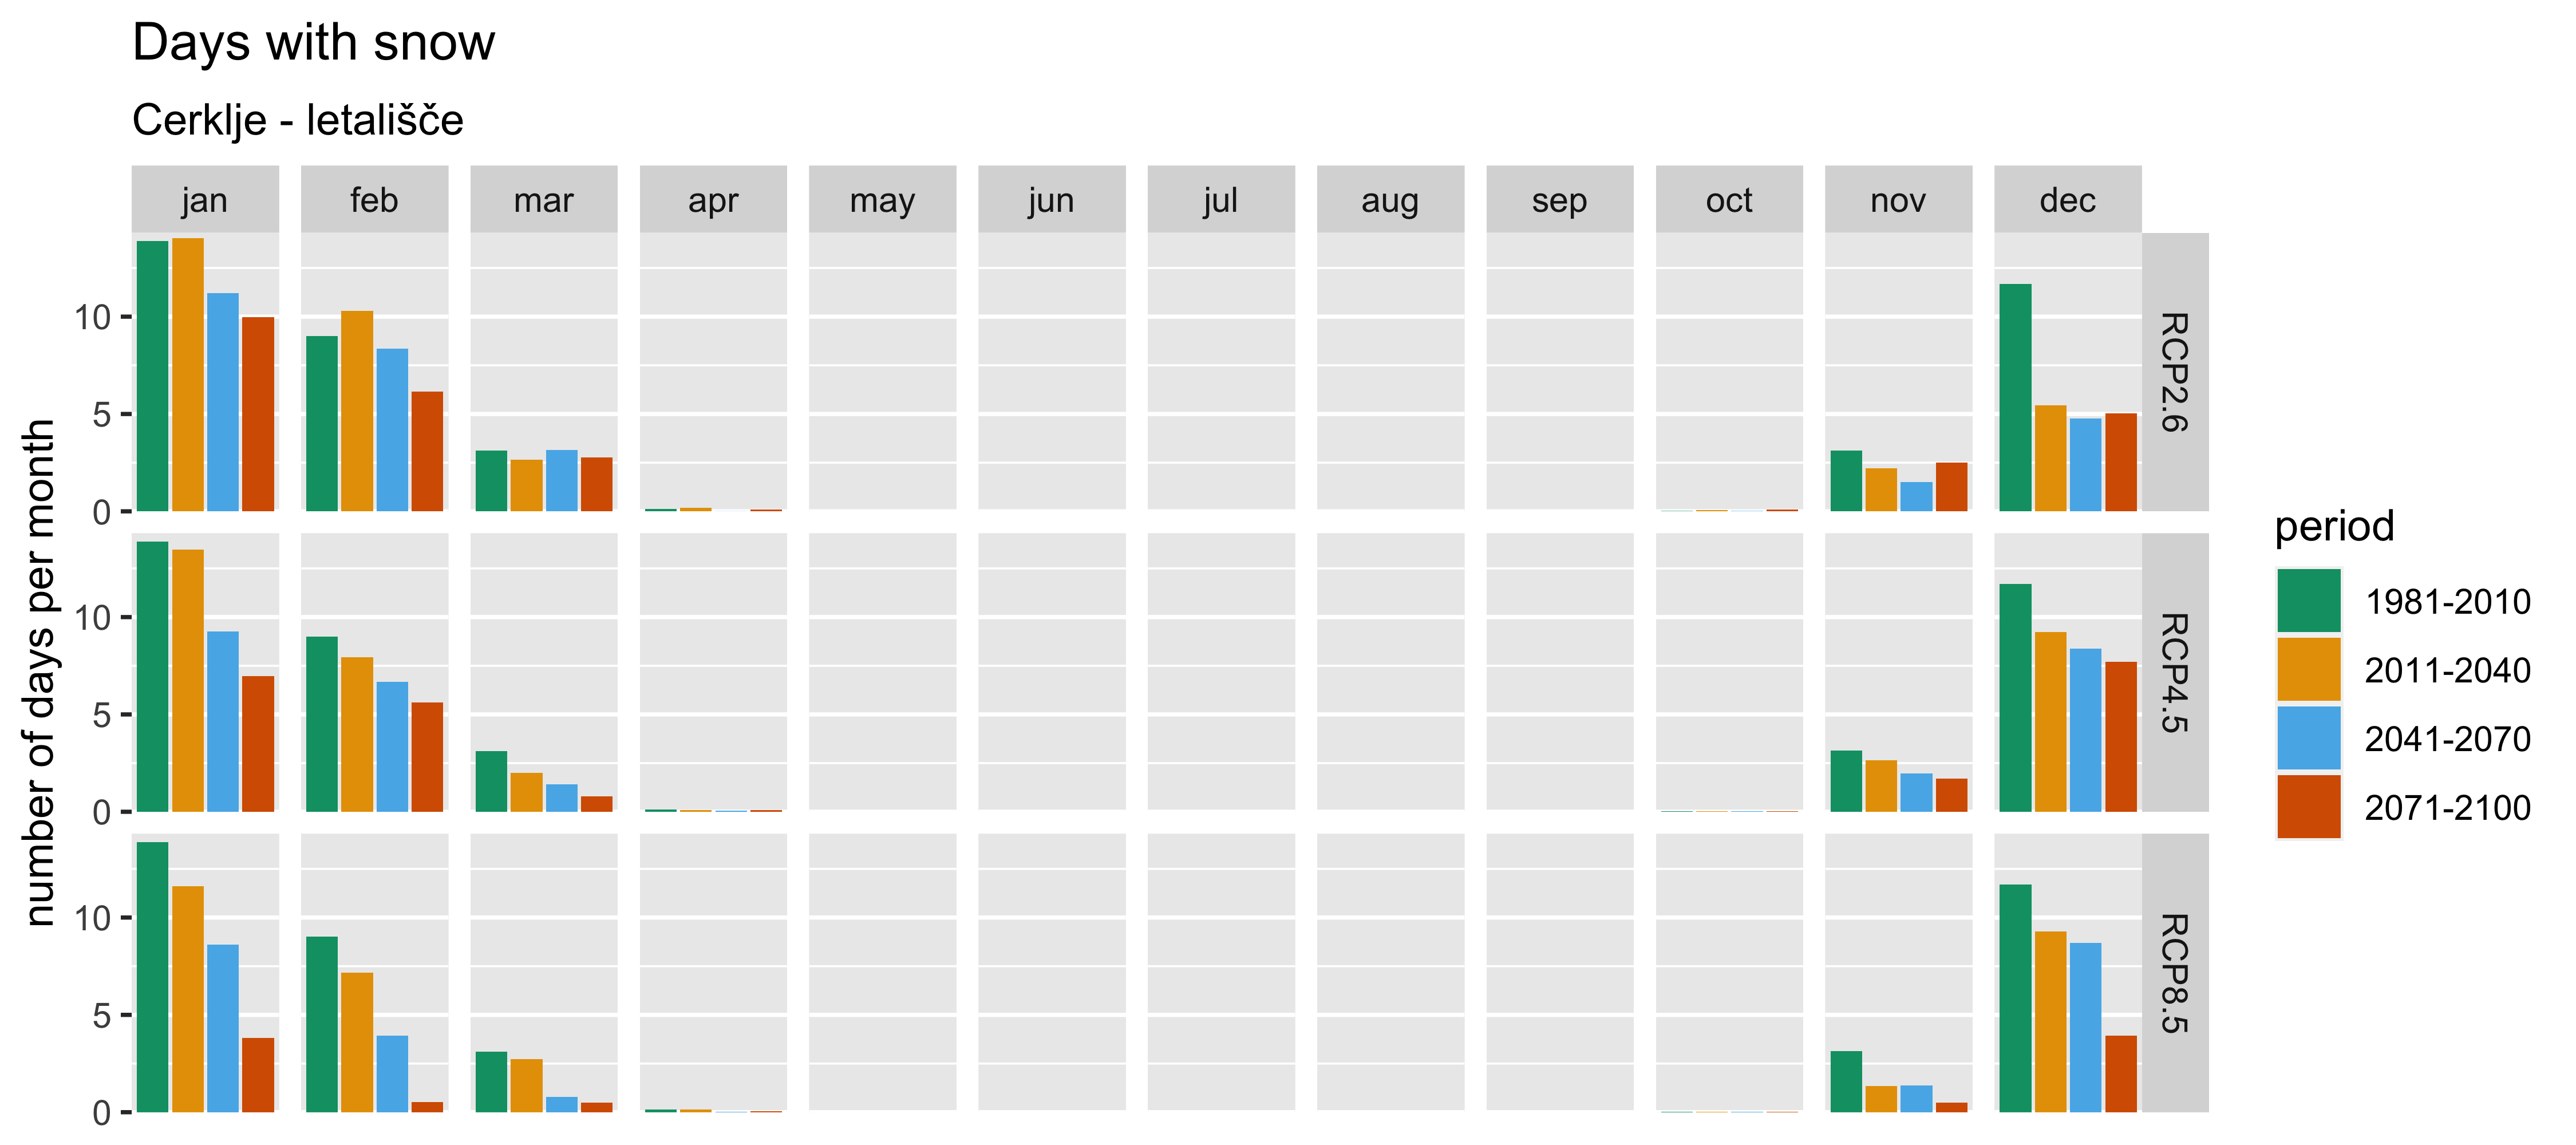 Days with snow
Cerklje - letališče
jan feb mar apr may jun jul aug sep oct nov dec
number of days per month
10
5
0
RCP2.6
10
5
0
RCP4.5
10
5
0
RCP8.5
period
1981-2010
2011-2040
2041-2070
2071-2100